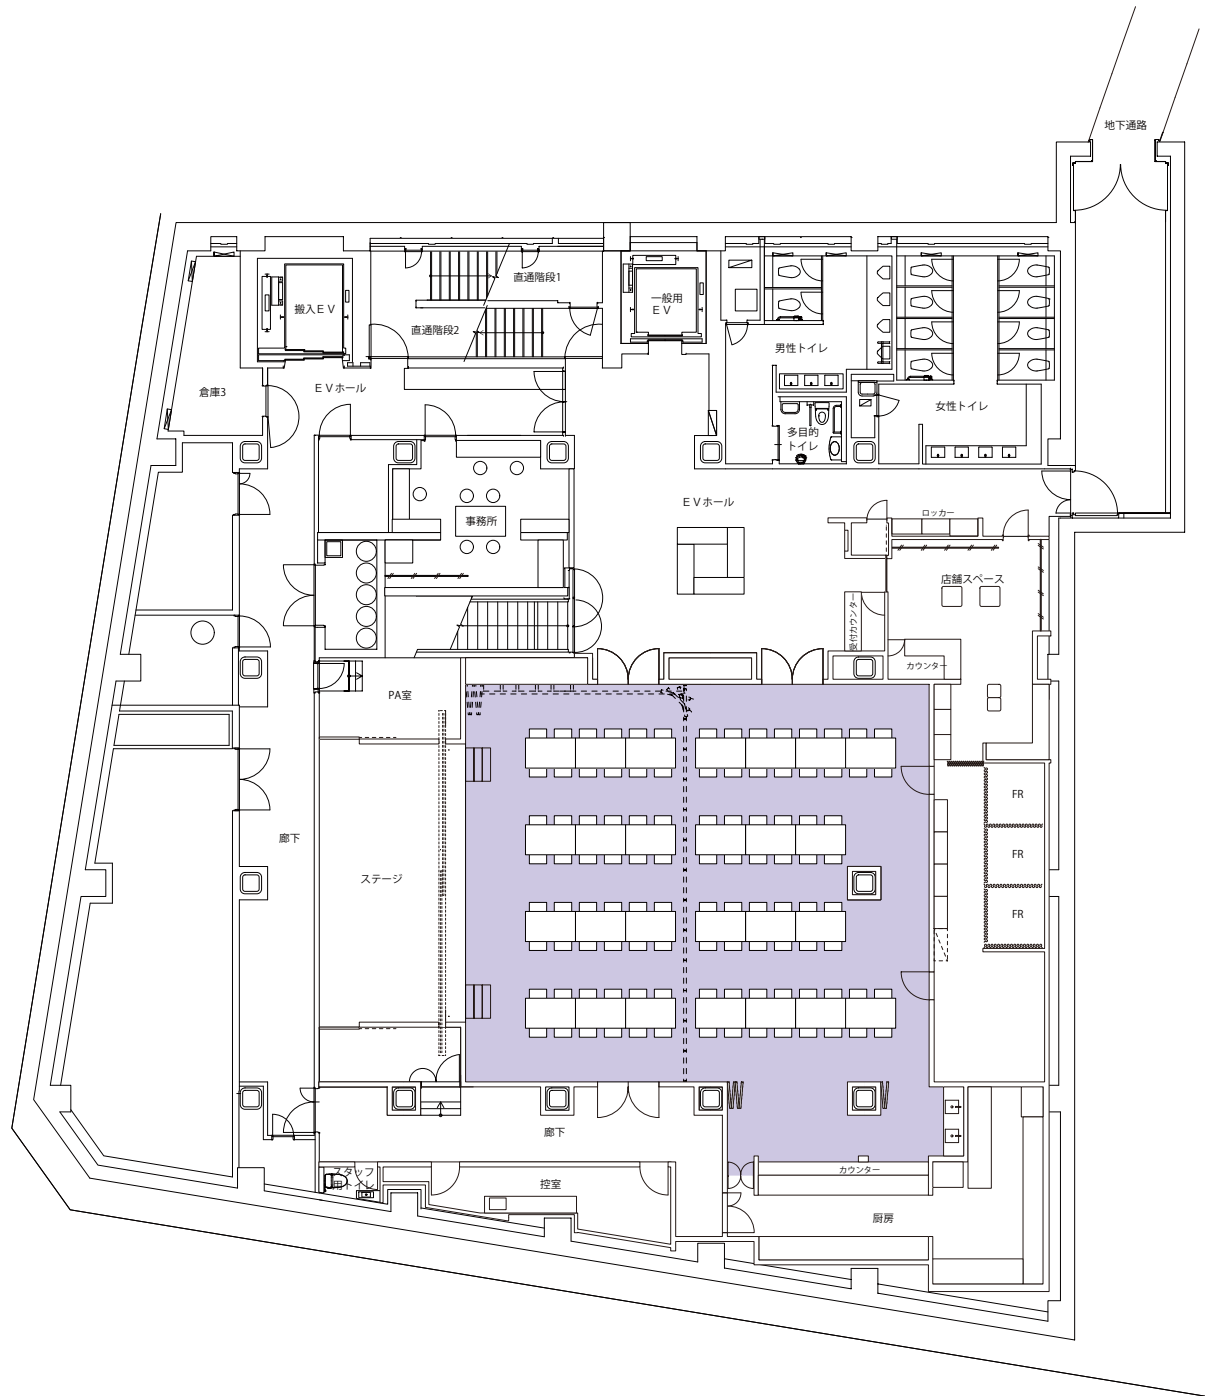 地下通路
直通階段1
搬入ＥＶ
一般用
ＥＶ
直通階段2
男性トイレ
倉庫3
ＥＶホール
女性トイレ
多目的
トイレ
ＥＶホール
ロッカー
事務所
店舗スペース
受付カウンター
カウンター
PA室
FR
廊下
FR
ステージ
FR
廊下
カウンター
スタッフ
用トイレ
控室
厨房